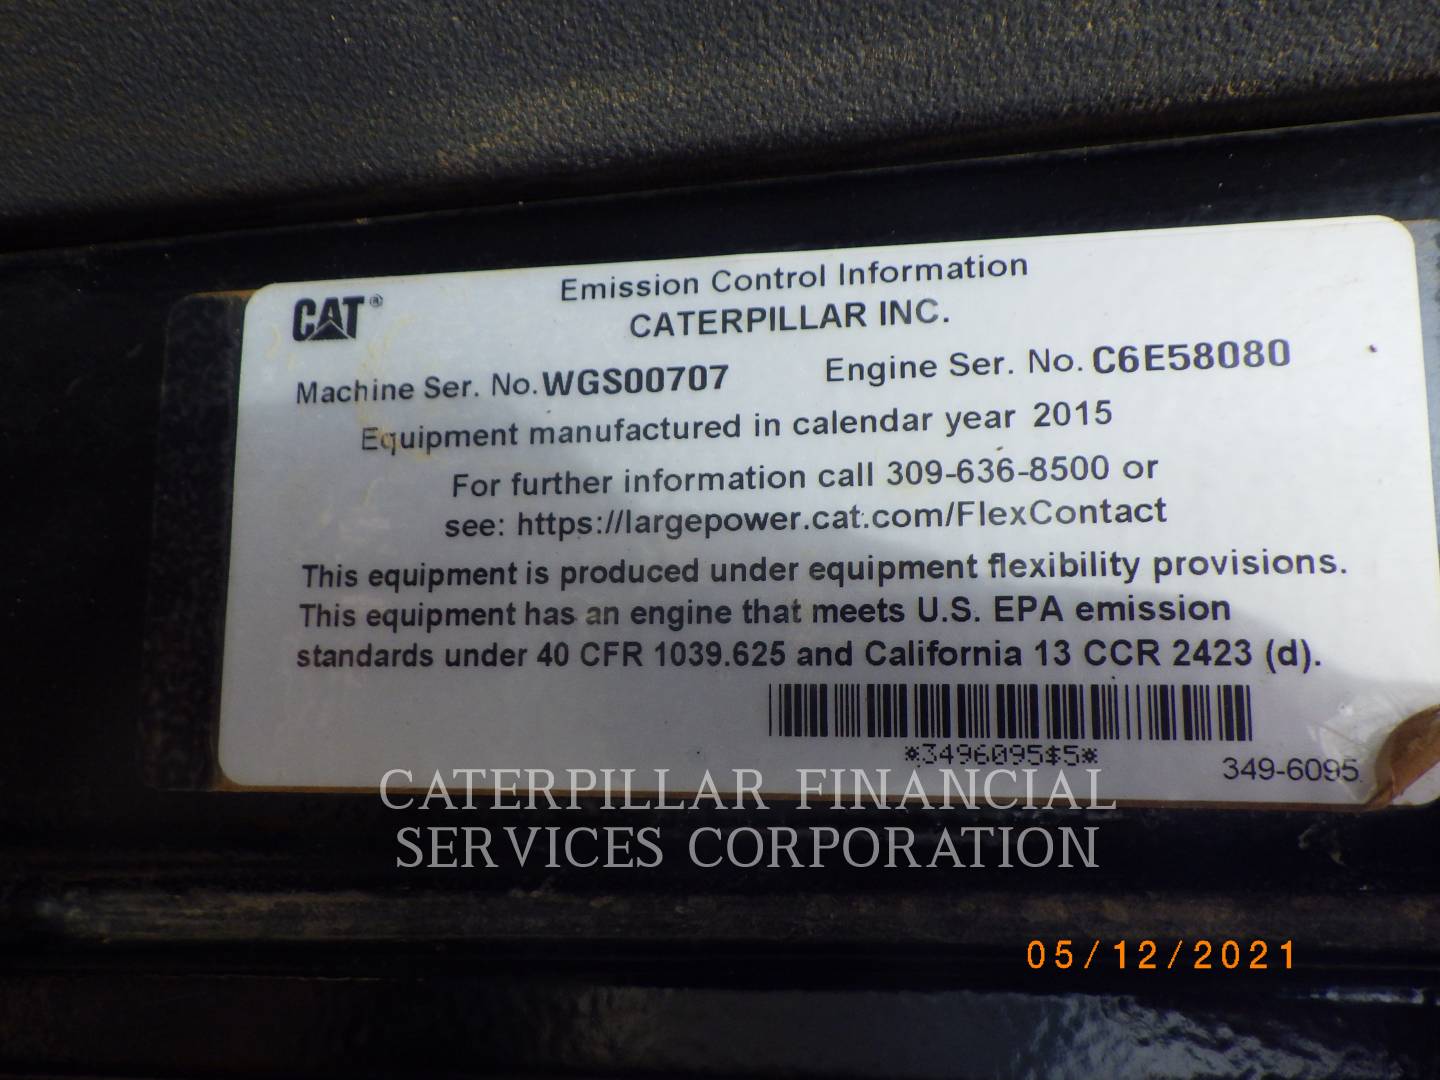 CAT®
Emission Control Information
CATERPILLAR INC.
Machine Ser. No. WGS00707 Engine Ser. No. C6E58080
Equipment manufactured in calendar year 2015
For further information call 309-636-8500 or
see: https://largepower.cat.com/FlexContact
This equipment is produced under equipment flexibility provisions.
This equipment has an engine that meets U.S. EPA emission
standards under 40 CFR 1039.625 and California 13 CCR 2423 (d).
*3496095$5*
349-6095
CATERPILLAR FINANCIAL
SERVICES CORPORATION
05/12/2021